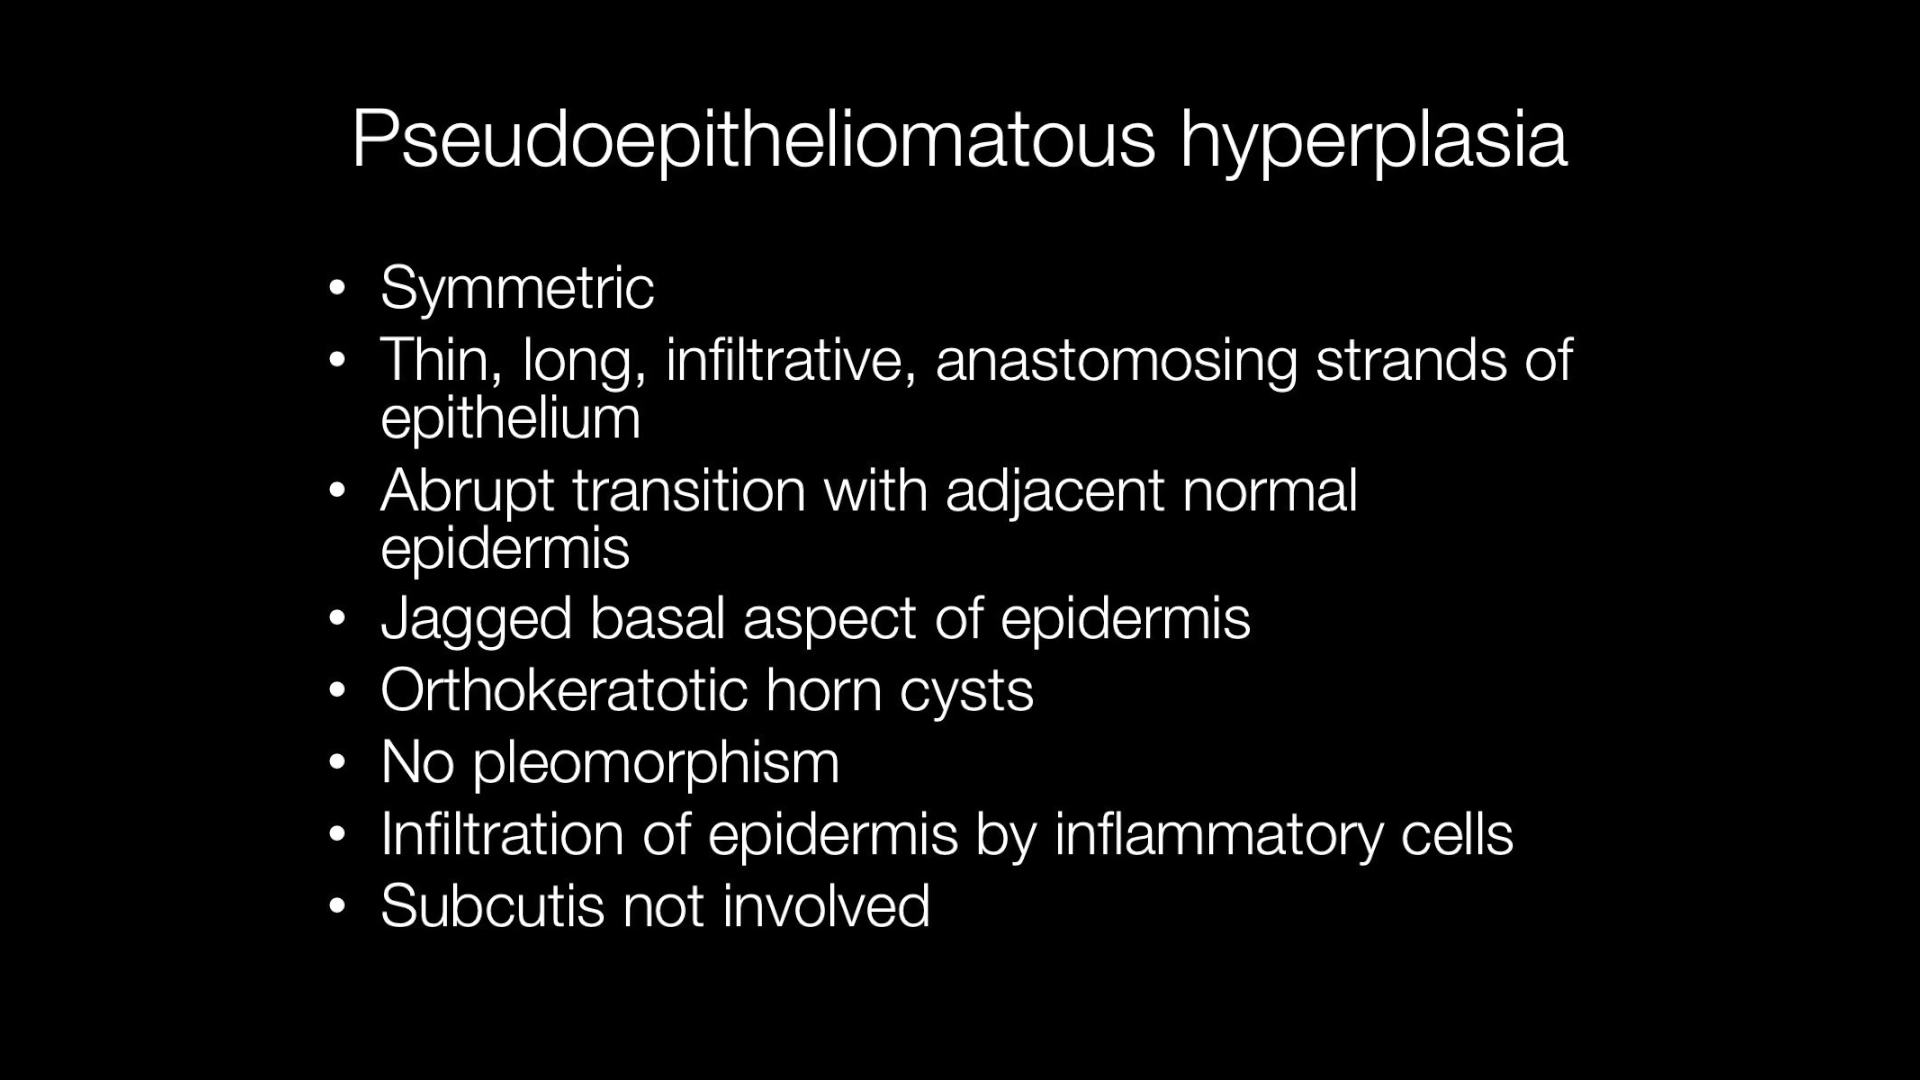 Pseudoepitheliomatous hyperplasia
• Symmetric
• Thin, long, infiltrative, anastomosing strands of
epithelium
• Abrupt transition with adjacent normal
epidermis
• Jagged basal aspect of epidermis
• Orthokeratotic horn cysts
• No pleomorphism
• Infiltration of epidermis by inflammatory cells
• Subcutis not involved